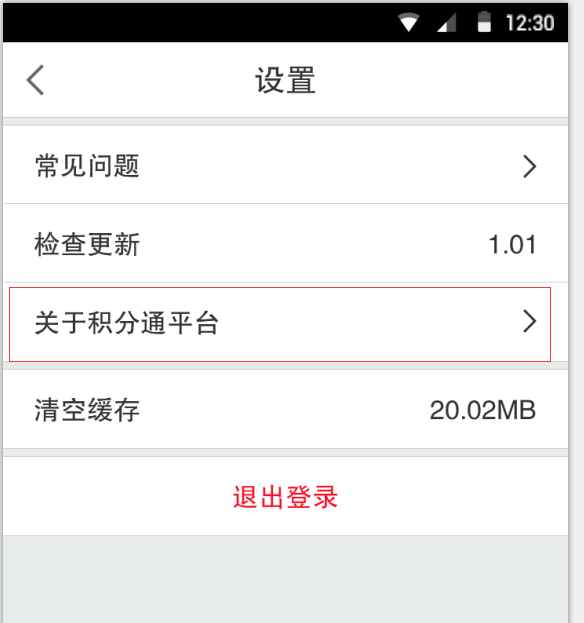 12:30
设置
常见问题
检查更新 1.01
关于积分通平台
清空缓存 20.02MB
退出登录